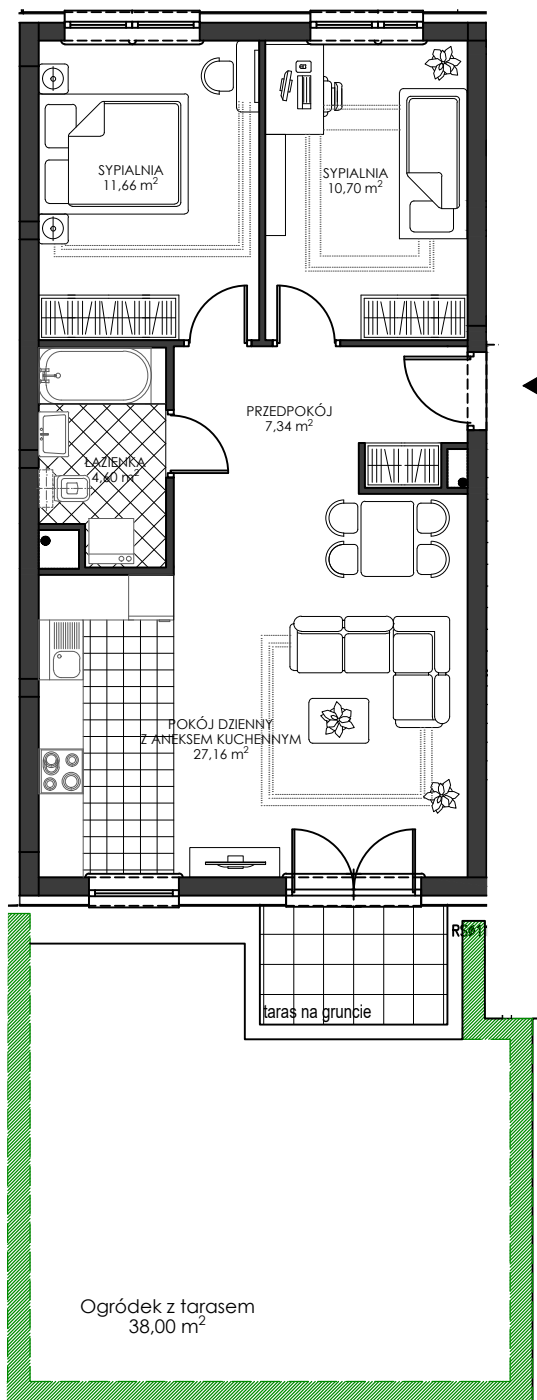 SYPIALNIA
11,66 m²
SYPIALNIA
10,70 m²
PRZEDPOKÓJ
7,34 m²
ŁAZIENKA
4,60 m²
POKÓJ DZIENNY
Z ANEKSEM KUCHENNYM
27,16 m²
taras na gruncie
Ogródek z tarasem
38,00 m²